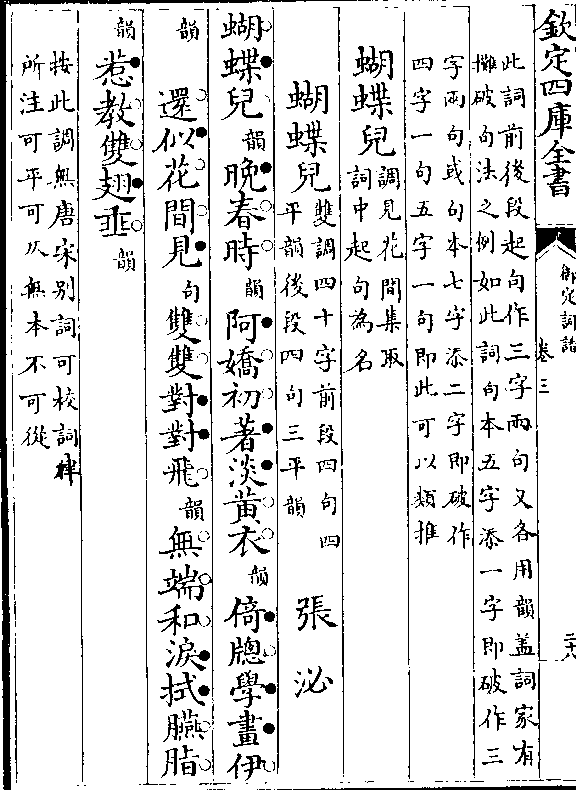 欽定四庫全書
御定詞譜
卷三
二十八
此詞前後段起句作三字兩句又各用韻蓋詞家有
攤破句法之例如此詞句本五字添一字即破作三
字兩句或句本七字添二字即破作
四字一句五字一句即此可以類推
蝴蝶兒調見花間集取
詞中起句為名
蝴蝶兒雙調四十字前段四句四
平韻後段四句三平韻
張泌
蝴蝶兒韻晚春時韻阿嬌初著淡黃衣韻倚牕學畫伊
韻還似花間見句雙雙對對飛韻無端和淚拭臙脂
韻惹教雙翅垂韻
按此調無唐宋別詞可校詞律
所注可平可仄無本不可從